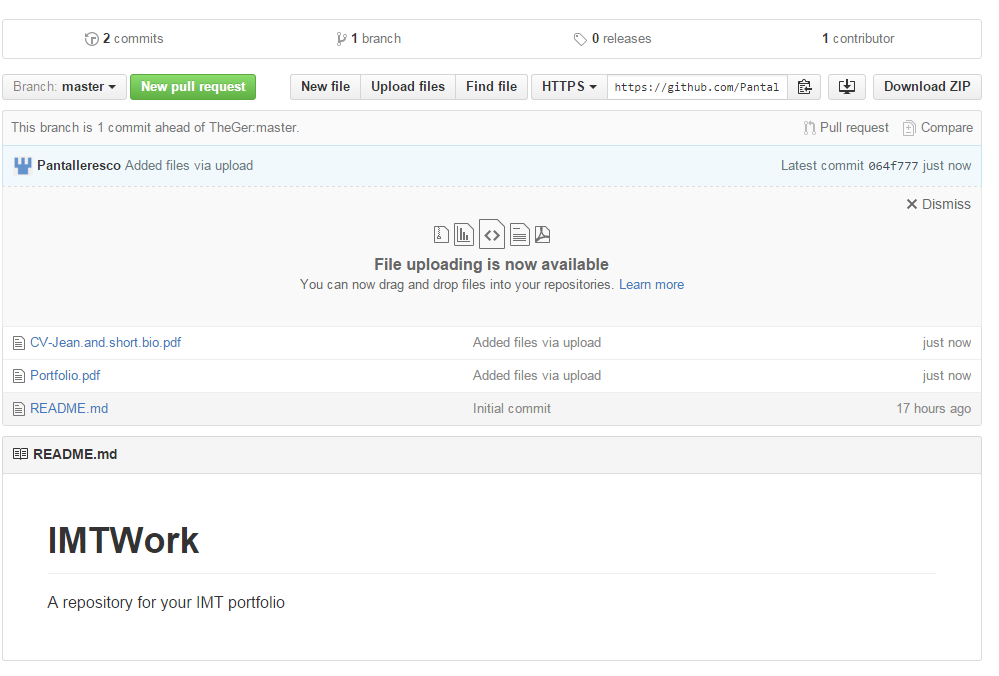 2 commits 1 branch 0 releases 1 contributor
Branch: master New pull request New file Upload files Find file HTTPS https://github.com/Pantal Download ZIP
This branch is 1 commit ahead of TheGer:master. Pull request Compare
Pantalleresco Added files via upload Latest commit 064f777 just now
Dismiss
File uploading is now available
You can now drag and drop files into your repositories. Learn more
CV-Jean.and.short.bio.pdf Added files via upload just now
Portfolio.pdf Added files via upload just now
README.md Initial commit 17 hours ago
README.md
IMTWork
A repository for your IMT portfolio